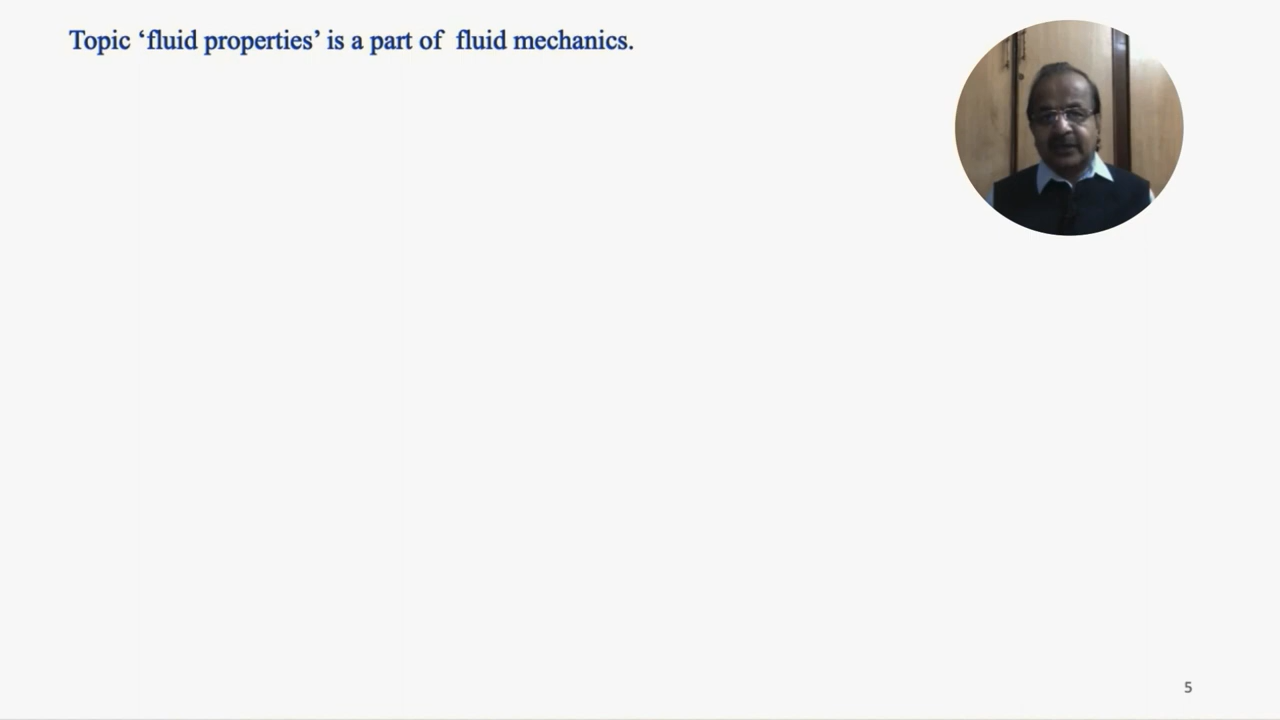 Topic ‘fluid properties’ is a part of  fluid mechanics.
5